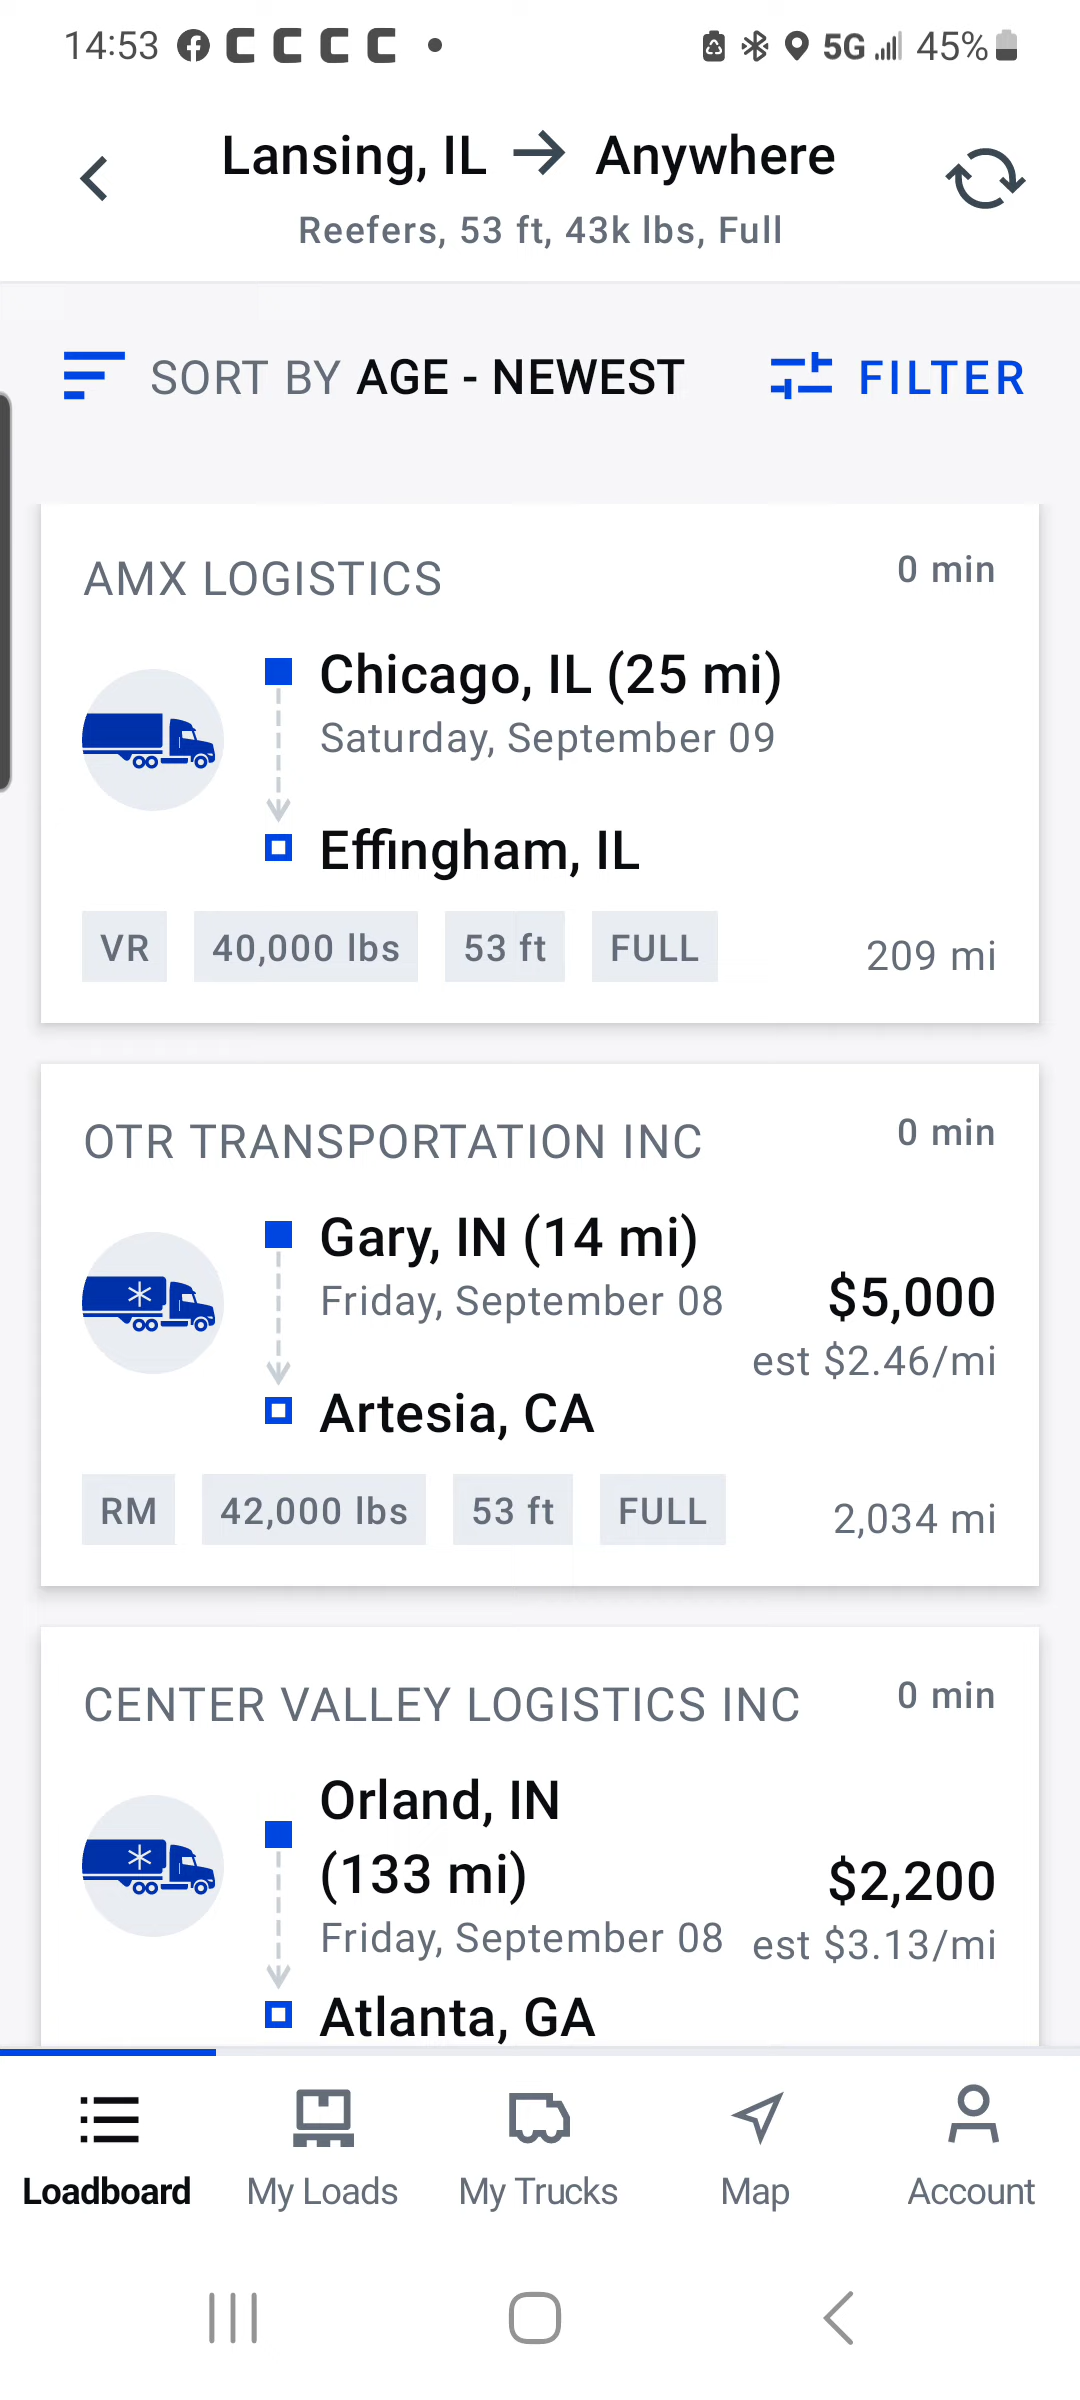 14:53 5G 45%
Lansing, IL → Anywhere
Reefers, 53 ft, 43k lbs, Full
SORT BY AGE - NEWEST FILTER
AMX LOGISTICS 0 min
Chicago, IL (25 mi)
Saturday, September 09
Effingham, IL
VR 40,000 lbs 53 ft FULL 209 mi
OTR TRANSPORTATION INC 0 min
Gary, IN (14 mi)
Friday, September 08 $5,000
est $2.46/mi
Artesia, CA
RM 42,000 lbs 53 ft FULL 2,034 mi
CENTER VALLEY LOGISTICS INC 0 min
Orland, IN
(133 mi) $2,200
Friday, September 08 est $3.13/mi
Atlanta, GA
Loadboard My Loads My Trucks Map Account